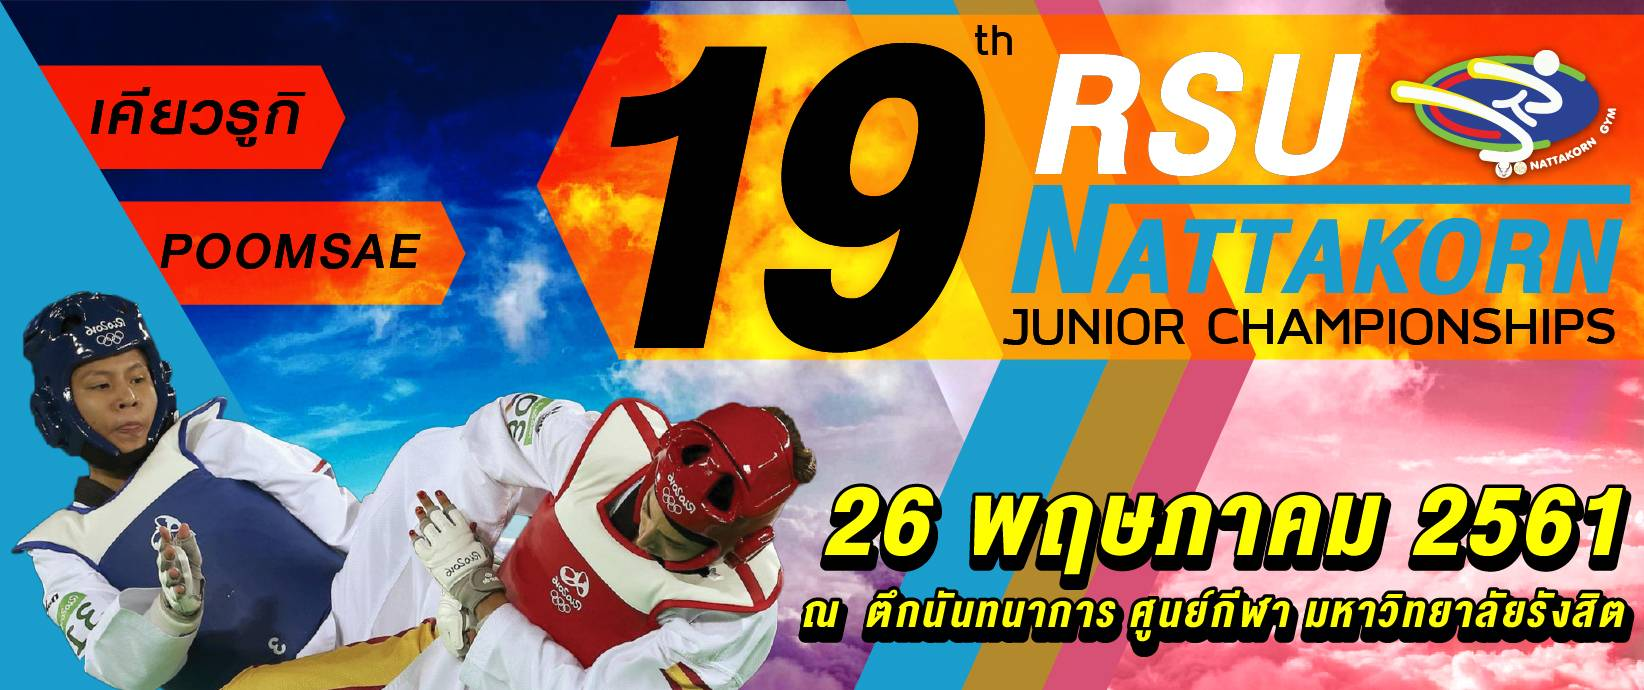 เคียวรูกิ
POOMSAE
19th
RSU
NATTAKORN
JUNIOR CHAMPIONSHIPS
NATTAKORN GYM
26 พฤษภาคม 2561
ณ ตึกนันทนาการ ศูนย์กีฬา มหาวิทยาลัยรังสิต